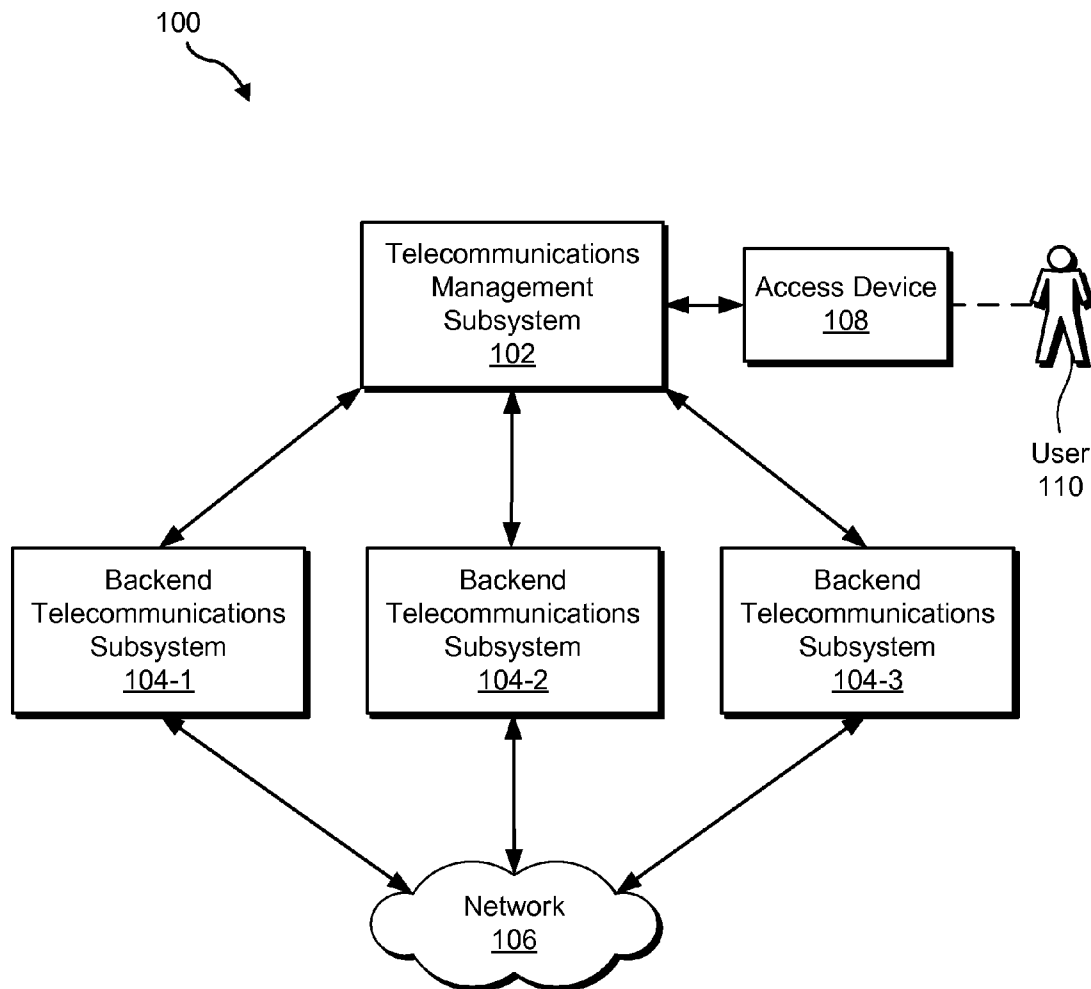 100
Telecommunications
Management
Subsystem
102
Access Device
108
User
110
Backend
Telecommunications
Subsystem
104-1
Backend
Telecommunications
Subsystem
104-2
Backend
Telecommunications
Subsystem
104-3
Network
106